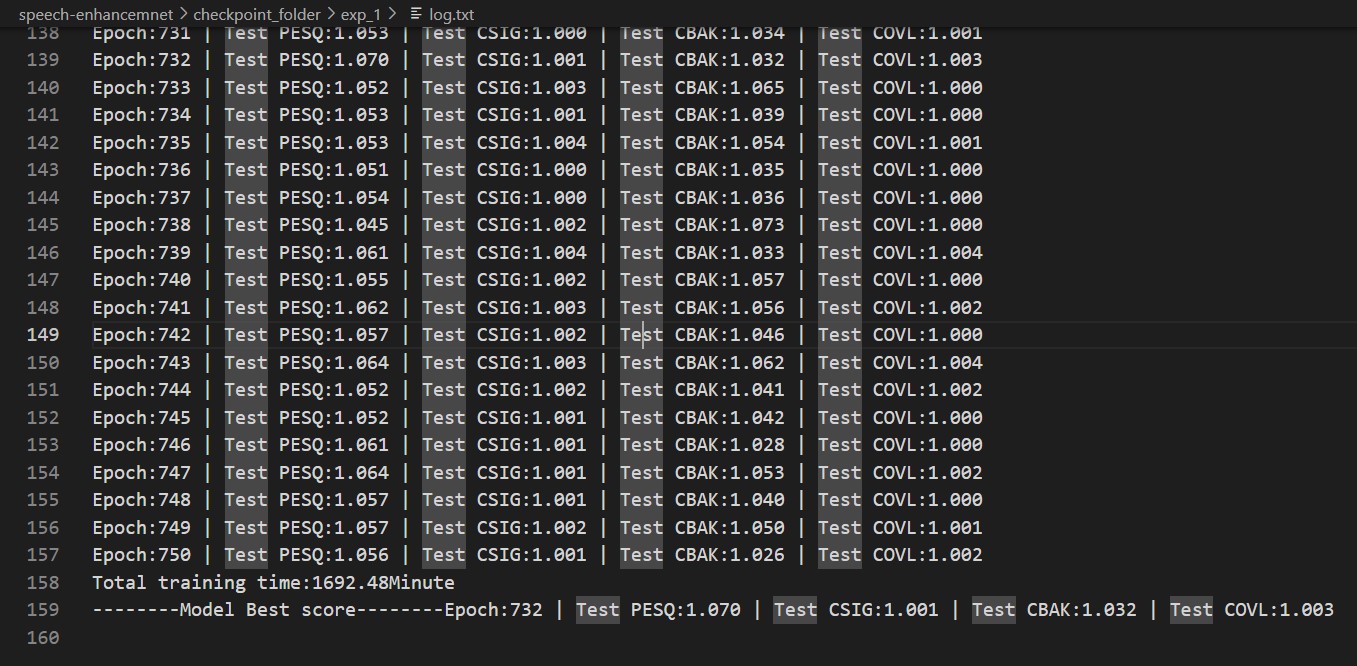 speech-enhancemnet > checkpoint_folder > exp_1 > log.txt
138 Epoch:731 | Test PESQ:1.053 | Test CSIG:1.000 | Test CBAK:1.034 | Test COVL:1.001
139 Epoch:732 | Test PESQ:1.070 | Test CSIG:1.001 | Test CBAK:1.032 | Test COVL:1.003
140 Epoch:733 | Test PESQ:1.052 | Test CSIG:1.003 | Test CBAK:1.065 | Test COVL:1.000
141 Epoch:734 | Test PESQ:1.053 | Test CSIG:1.001 | Test CBAK:1.039 | Test COVL:1.000
142 Epoch:735 | Test PESQ:1.053 | Test CSIG:1.004 | Test CBAK:1.054 | Test COVL:1.001
143 Epoch:736 | Test PESQ:1.051 | Test CSIG:1.000 | Test CBAK:1.035 | Test COVL:1.000
144 Epoch:737 | Test PESQ:1.054 | Test CSIG:1.000 | Test CBAK:1.036 | Test COVL:1.000
145 Epoch:738 | Test PESQ:1.045 | Test CSIG:1.002 | Test CBAK:1.073 | Test COVL:1.000
146 Epoch:739 | Test PESQ:1.061 | Test CSIG:1.004 | Test CBAK:1.033 | Test COVL:1.004
147 Epoch:740 | Test PESQ:1.055 | Test CSIG:1.002 | Test CBAK:1.057 | Test COVL:1.000
148 Epoch:741 | Test PESQ:1.062 | Test CSIG:1.003 | Test CBAK:1.056 | Test COVL:1.002
149 Epoch:742 | Test PESQ:1.057 | Test CSIG:1.002 | Test CBAK:1.046 | Test COVL:1.000
150 Epoch:743 | Test PESQ:1.064 | Test CSIG:1.003 | Test CBAK:1.062 | Test COVL:1.004
151 Epoch:744 | Test PESQ:1.052 | Test CSIG:1.002 | Test CBAK:1.041 | Test COVL:1.002
152 Epoch:745 | Test PESQ:1.052 | Test CSIG:1.001 | Test CBAK:1.042 | Test COVL:1.000
153 Epoch:746 | Test PESQ:1.061 | Test CSIG:1.001 | Test CBAK:1.028 | Test COVL:1.000
154 Epoch:747 | Test PESQ:1.064 | Test CSIG:1.001 | Test CBAK:1.053 | Test COVL:1.002
155 Epoch:748 | Test PESQ:1.057 | Test CSIG:1.001 | Test CBAK:1.040 | Test COVL:1.000
156 Epoch:749 | Test PESQ:1.057 | Test CSIG:1.002 | Test CBAK:1.050 | Test COVL:1.001
157 Epoch:750 | Test PESQ:1.056 | Test CSIG:1.001 | Test CBAK:1.026 | Test COVL:1.002
158 Total training time:1692.48Minute
159 --------Model Best score--------Epoch:732 | Test PESQ:1.070 | Test CSIG:1.001 | Test CBAK:1.032 | Test COVL:1.003
160